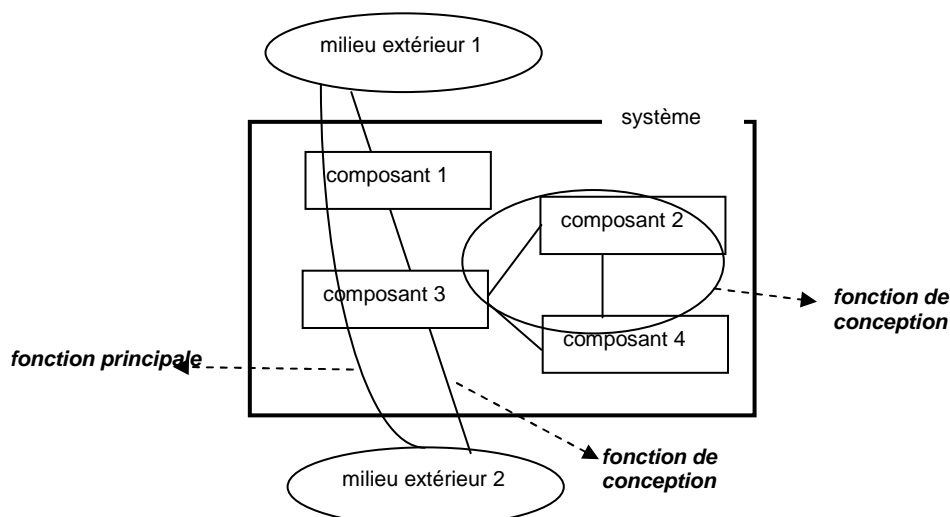 milieu extérieur 1
système
composant 1
composant 2
composant 3
fonction de
conception
composant 4
fonction principale
fonction de
conception
milieu extérieur 2